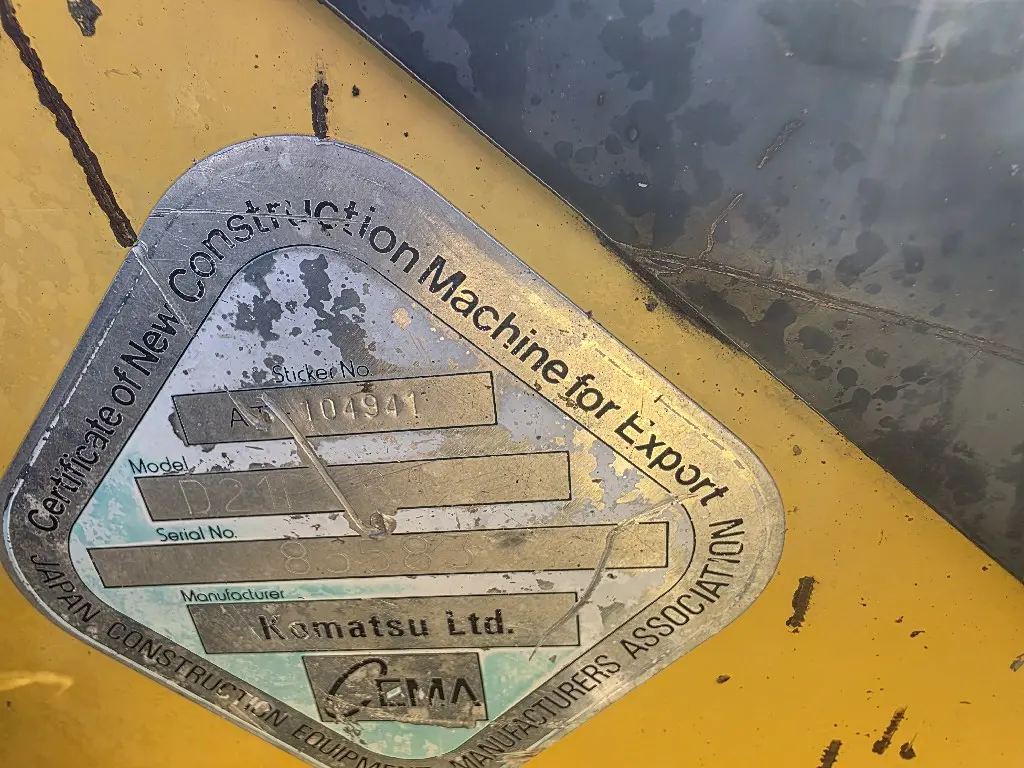 Certificate of New Construction Machine for Export
Sticker No.
104941
Model
Serial No.
Manufacturer
Komatsu Ltd.
CEMA
JAPAN CONSTRUCTION EQUIPMENT MANUFACTURERS ASSOCIATION